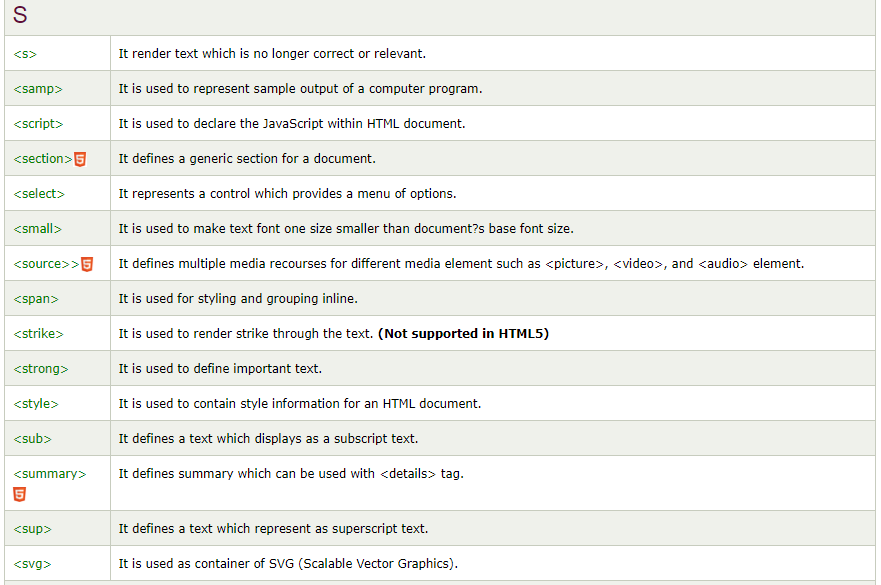 S
<s> It render text which is no longer correct or relevant.
<samp> It is used to represent sample output of a computer program.
<script> It is used to declare the JavaScript within HTML document.
<section>5 It defines a generic section for a document.
<select> It represents a control which provides a menu of options.
<small> It is used to make text font one size smaller than document?s base font size.
<source>>5 It defines multiple media recourses for different media element such as <picture>, <video>, and <audio> element.
<span> It is used for styling and grouping inline.
<strike> It is used to render strike through the text. (Not supported in HTML5)
<strong> It is used to define important text.
<style> It is used to contain style information for an HTML document.
<sub> It defines a text which displays as a subscript text.
<summary> It defines summary which can be used with <details> tag.
5
<sup> It defines a text which represent as superscript text.
<svg> It is used as container of SVG (Scalable Vector Graphics).